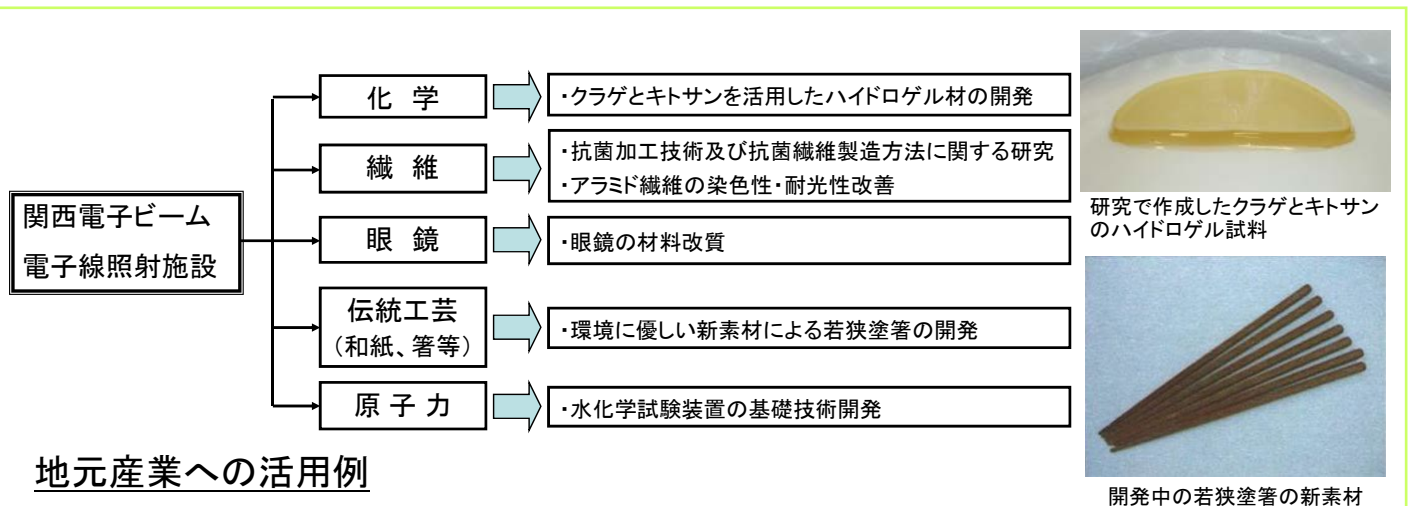 関西電子ビーム
電子線照射施設
化 学
・クラゲとキトサンを活用したハイドロゲル材の開発
繊 維
・抗菌加工技術及び抗菌繊維製造方法に関する研究
・アラミド繊維の染色性・耐光性改善
眼 鏡
・眼鏡の材料改質
伝統工芸
（和紙、箸等）
・環境に優しい新素材による若狭塗箸の開発
原 子 力
・水化学試験装置の基礎技術開発
研究で作成したクラゲとキトサン
のハイドロゲル試料
開発中の若狭塗箸の新素材
地元産業への活用例